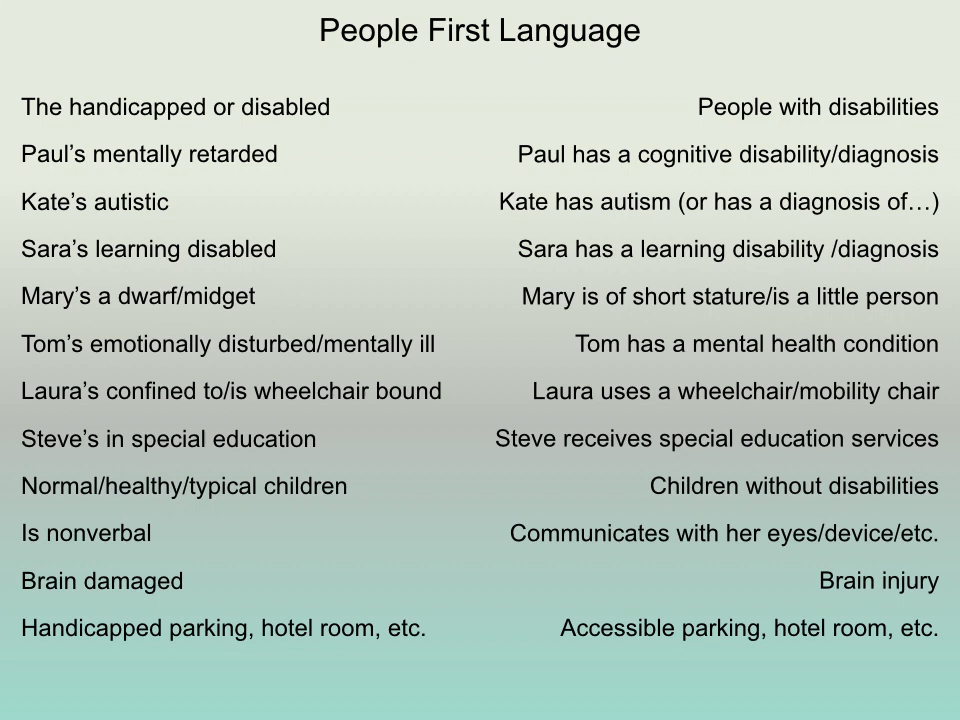 People First Language
The handicapped or disabled People with disabilities
Paul’s mentally retarded Paul has a cognitive disability/diagnosis
Kate’s autistic Kate has autism (or has a diagnosis of…)
Sara’s learning disabled Sara has a learning disability /diagnosis
Mary’s a dwarf/midget Mary is of short stature/is a little person
Tom’s emotionally disturbed/mentally ill Tom has a mental health condition
Laura’s confined to/is wheelchair bound Laura uses a wheelchair/mobility chair
Steve’s in special education Steve receives special education services
Normal/healthy/typical children Children without disabilities
Is nonverbal Communicates with her eyes/device/etc.
Brain damaged Brain injury
Handicapped parking, hotel room, etc. Accessible parking, hotel room, etc.